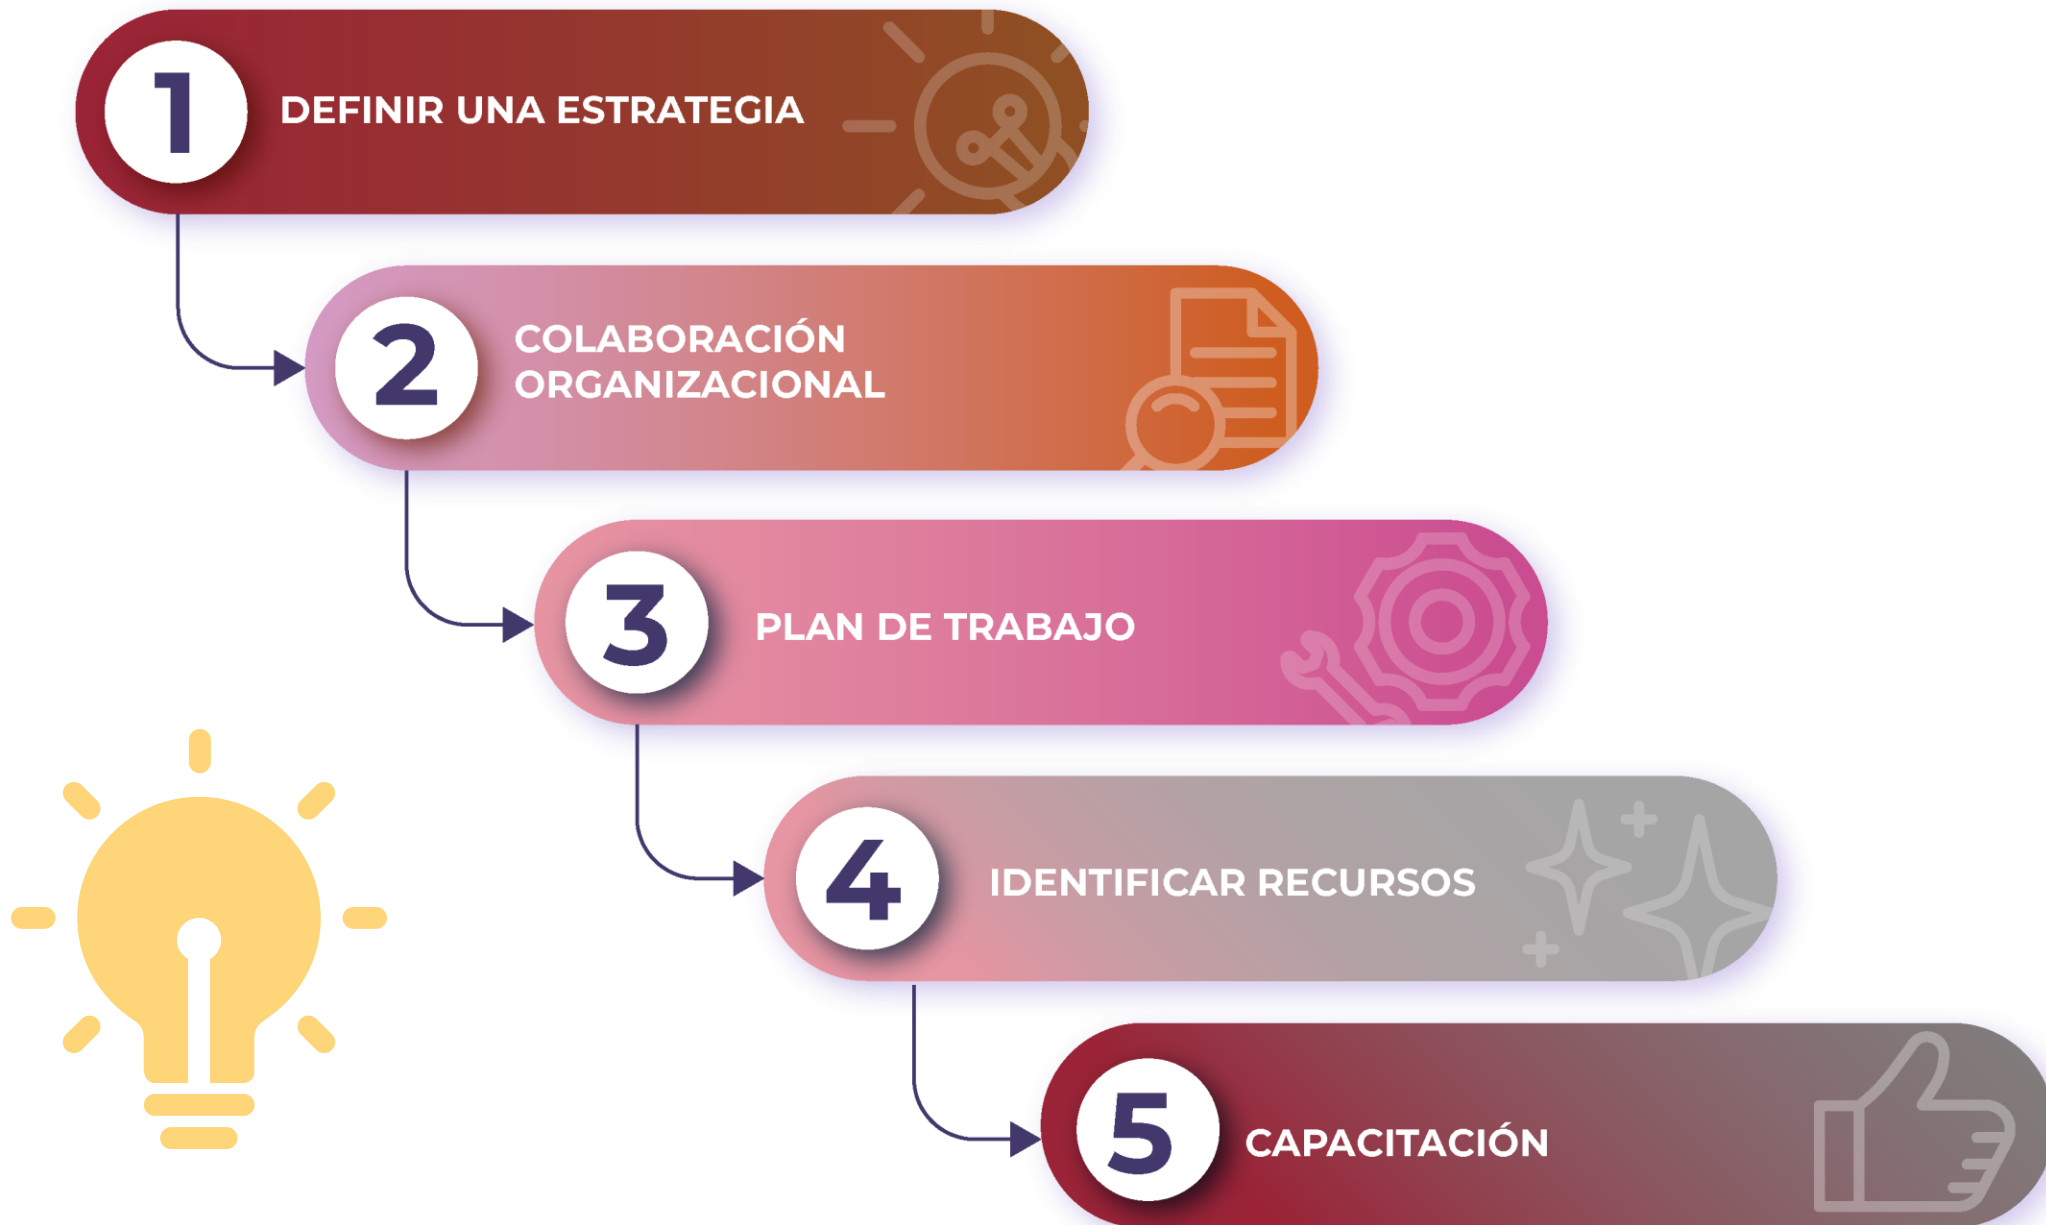 1
DEFINIR UNA ESTRATEGIA
2
COLABORACIÓN
ORGANIZACIONAL
3
PLAN DE TRABAJO
4
IDENTIFICAR RECURSOS
5
CAPACITACIÓN